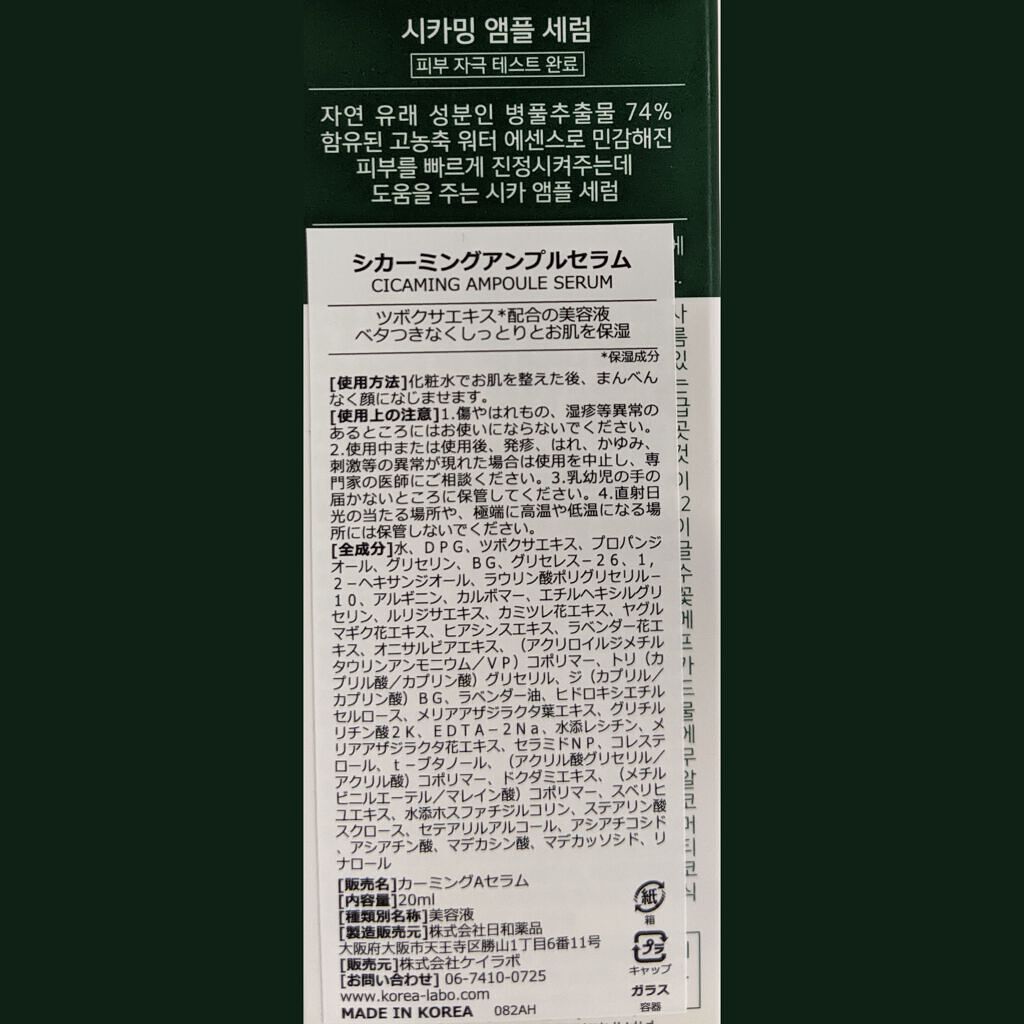 시카밍 앰플 세럼
피부 자극 테스트 완료
자연 유래 성분인 병풀추출물 74%
함유된 고농축 워터 에센스로 민감해진
피부를 빠르게 진정시켜주는데
도움을 주는 시카 앰플 세럼
シカーミングアンプルセラム
CICAMING AMPOULE SERUM
ツボクサエキス*配合の美容液
ベタつきなくしっとりとお肌を保湿
*保湿成分
[使用方法]化粧水でお肌を整えた後、まんべん
なく顔になじませます。
[使用上の注意]1.傷やはれもの、湿疹等異常の
あるところにはお使いにならないでください。
2.使用中または使用後、発疹、はれ、かゆみ、
刺激等の異常が現れた場合は使用を中止し、専
門家の医師にご相談ください。3.乳幼児の手の
届かないところに保管してください。4.直射日
光の当たる場所や、極端に高温や低温になる場
所には保管しないでください。
[全成分]水、DPG、ツボクサエキス、プロパンジ
オール、グリセリン、BG、グリセレス−26、1,
2−ヘキサンジオール、ラウリン酸ポリグリセリル−
10、アルギニン、カルボマー、エチルヘキシルグリ
セリン、ルリジサエキス、カミツレ花エキス、ヤグル
マギク花エキス、ヒアシンスエキス、ラベンダー花エ
キス、オニサルビアエキス、（アクリロイルジメチル
タウリンアンモニウム／VP）コポリマー、トリ（カ
プリル酸／カプリン酸）グリセリル、ジ（カプリル／
カプリン酸）BG、ラベンダー油、ヒドロキシエチル
セルロース、メリアアザジラクタ葉エキス、グリチル
リチン酸2K、EDTA−2Na、水添レシチン、メ
リアアザジラクタ花エキス、セラミドNP、コレステ
ロール、t−ブタノール、（アクリル酸グリセリル／
アクリル酸）コポリマー、ドクダミエキス、（メチル
ビニルエーテル／マレイン酸）コポリマー、スベリヒ
ユエキス、水添ホスファチジルコリン、ステアリン酸
スクロース、セテアリルアルコール、アシアチコシド
、アシアチン酸、マデカシン酸、マデカッソシド、リ
ナロール
[販売名]カーミングAセラム
[内容量]20ml
[種類別名称]美容液
[製造販売元]株式会社日和薬品
大阪府大阪市天王寺区勝山1丁目6番11号
[販売元]株式会社ケイラボ
[お問い合わせ] 06-7410-0725
www.korea-labo.com
MADE IN KOREA 082AH
紙
箱
プラ
キャップ
ガラス
容器